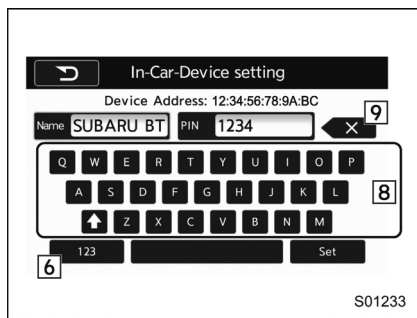 In-Car-Device setting
Device Address: 12:34:56:78:9A:BC
Name SUBARU BT PIN 1234 9
Q W E R T Y U I O P
A S D F G H J K L 8
Z X C V B N M
123 Set
6
S01233